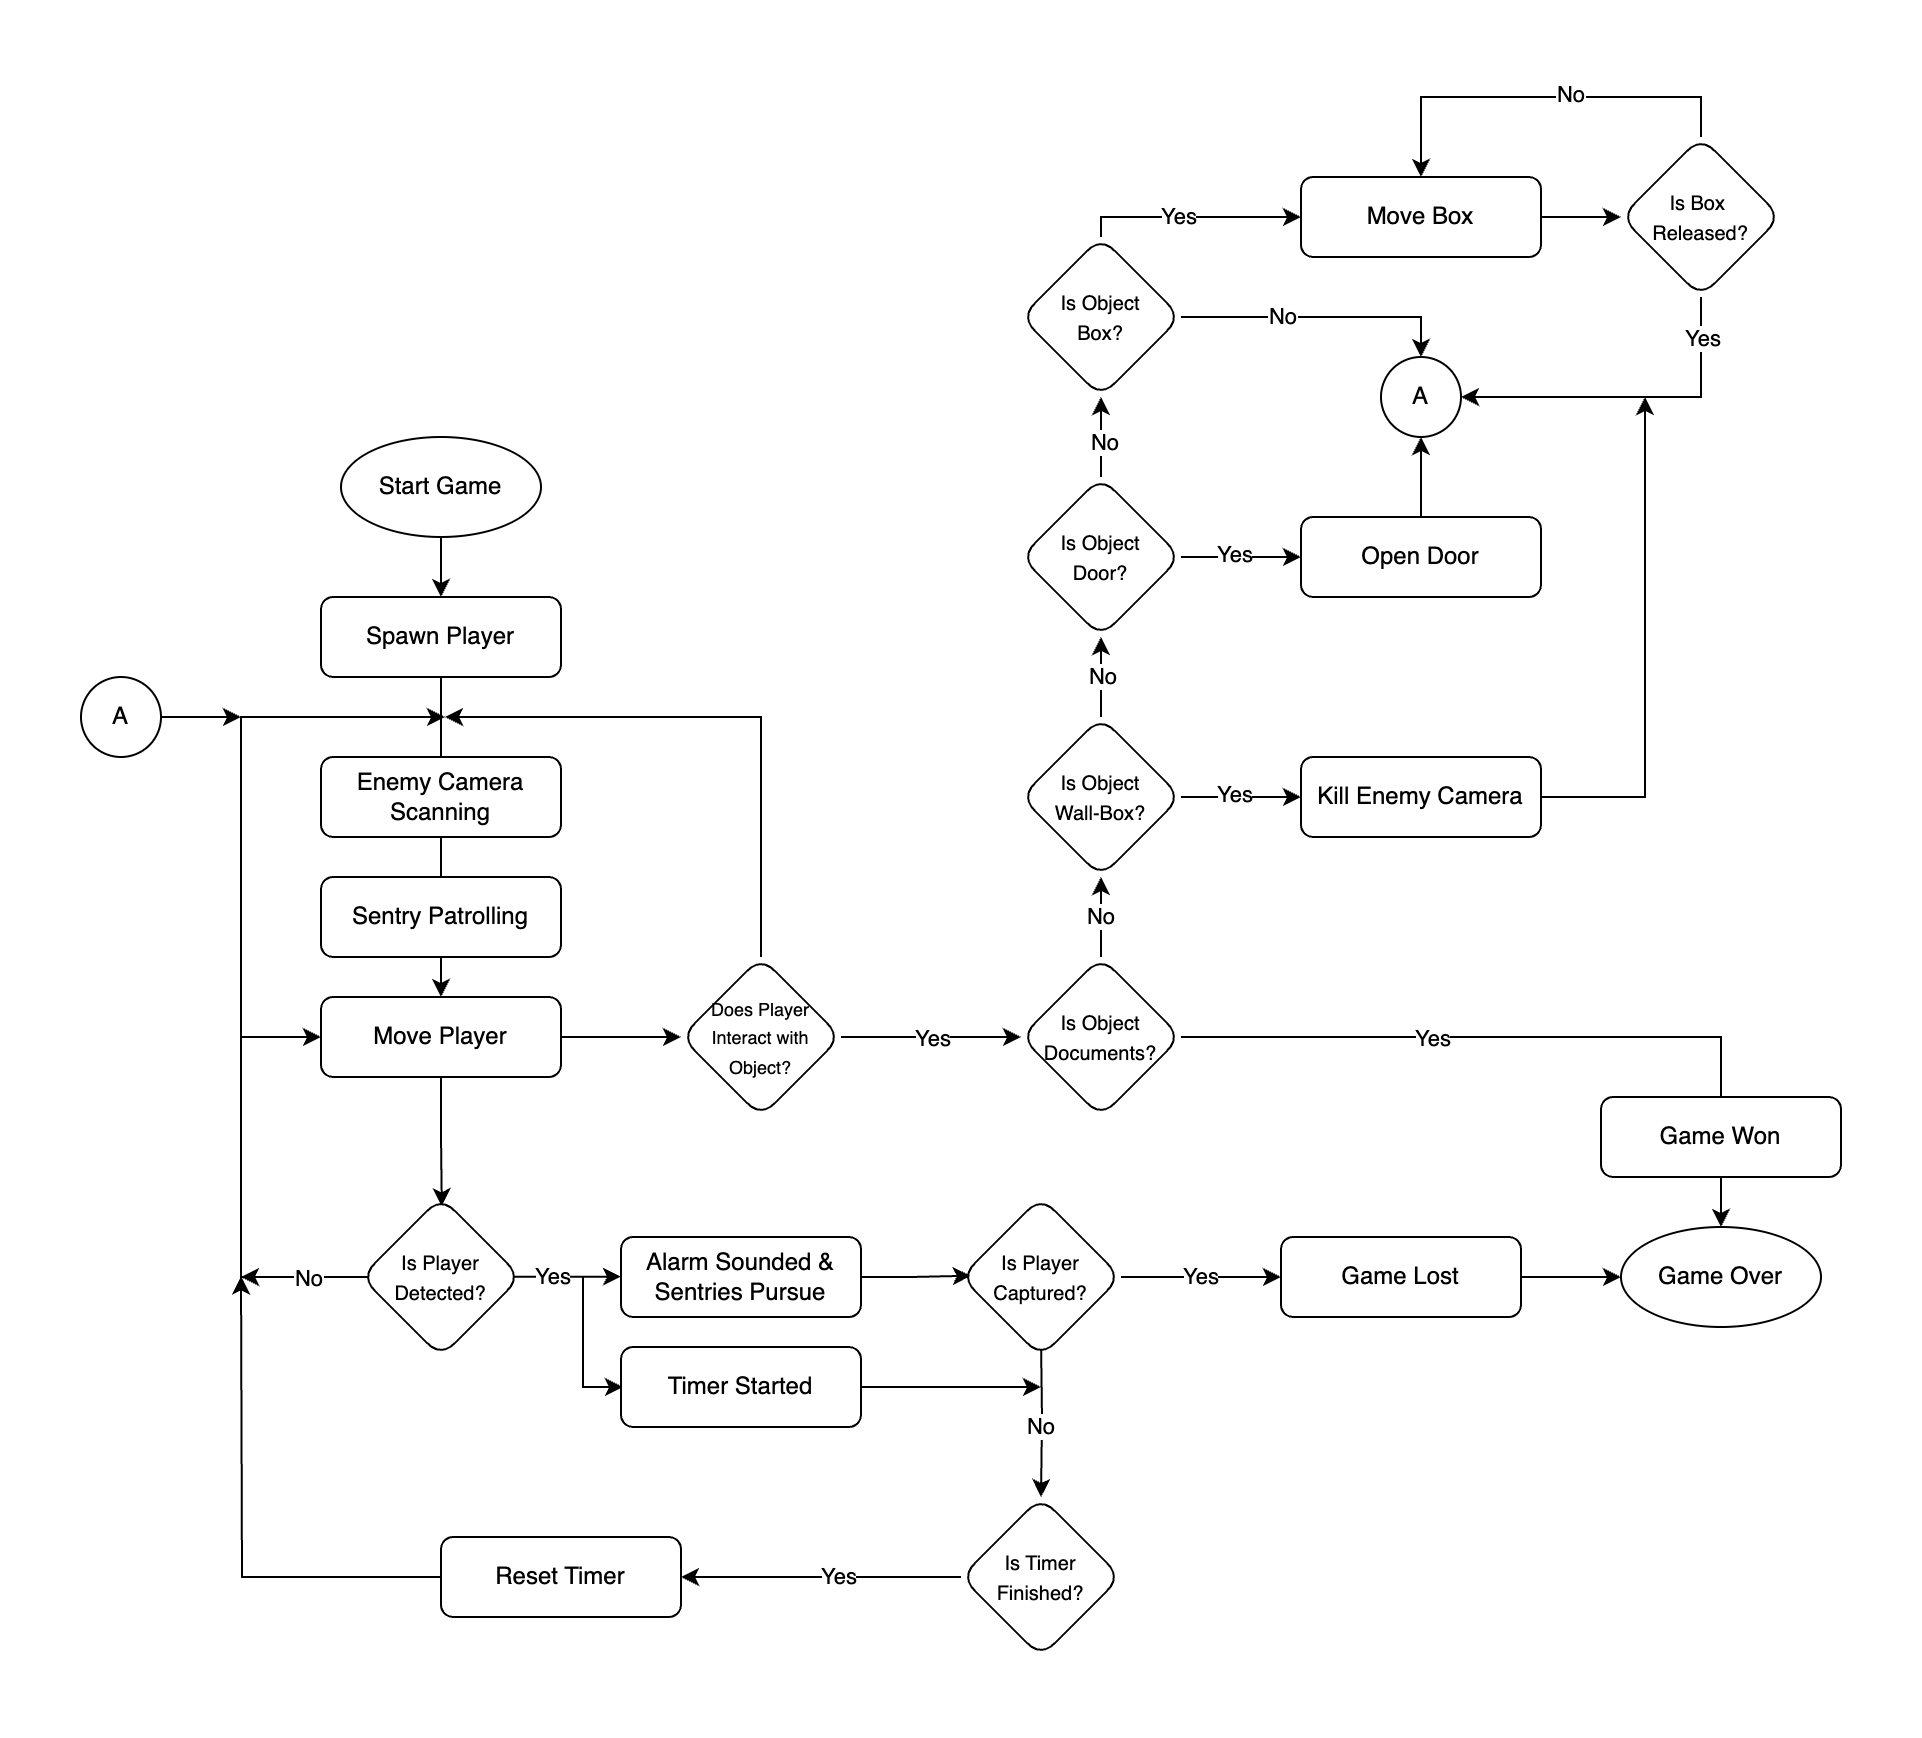 No
Move Box
Is Box
Released?
Yes
Is Object
Box?
No
Yes
A
No
Start Game
Is Object
Door?
Yes
Open Door
Spawn Player
No
A
Enemy Camera
Scanning
Is Object
Wall-Box?
Yes
Kill Enemy Camera
Sentry Patrolling
No
Move Player
Does Player
Interact with
Object?
Yes
Is Object
Documents?
Yes
Game Won
No
Is Player
Detected?
Yes
Alarm Sounded &
Sentries Pursue
Is Player
Captured?
Yes
Game Lost
Game Over
Timer Started
No
Reset Timer
Yes
Is Timer
Finished?